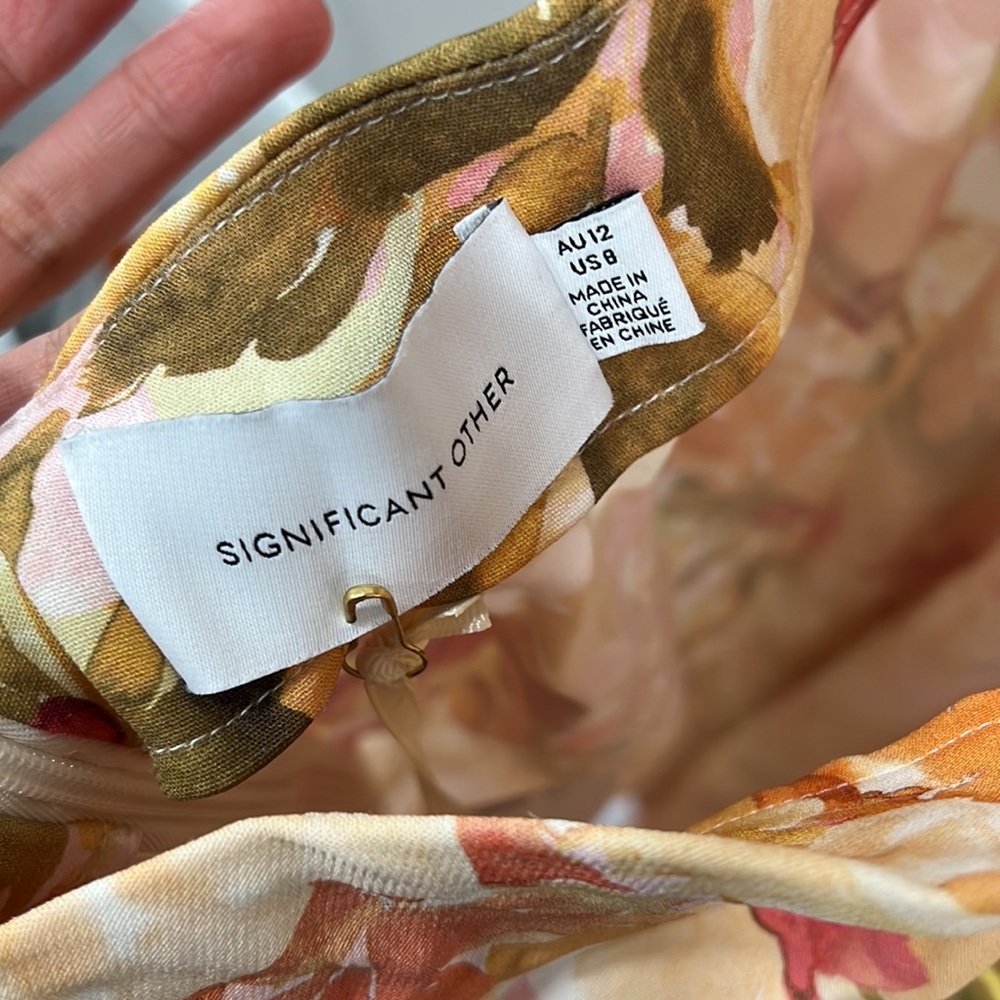 SIGNIFICANT OTHER
AU12
US8
MADE IN
CHINA
FABRIQUÉ
EN CHINE